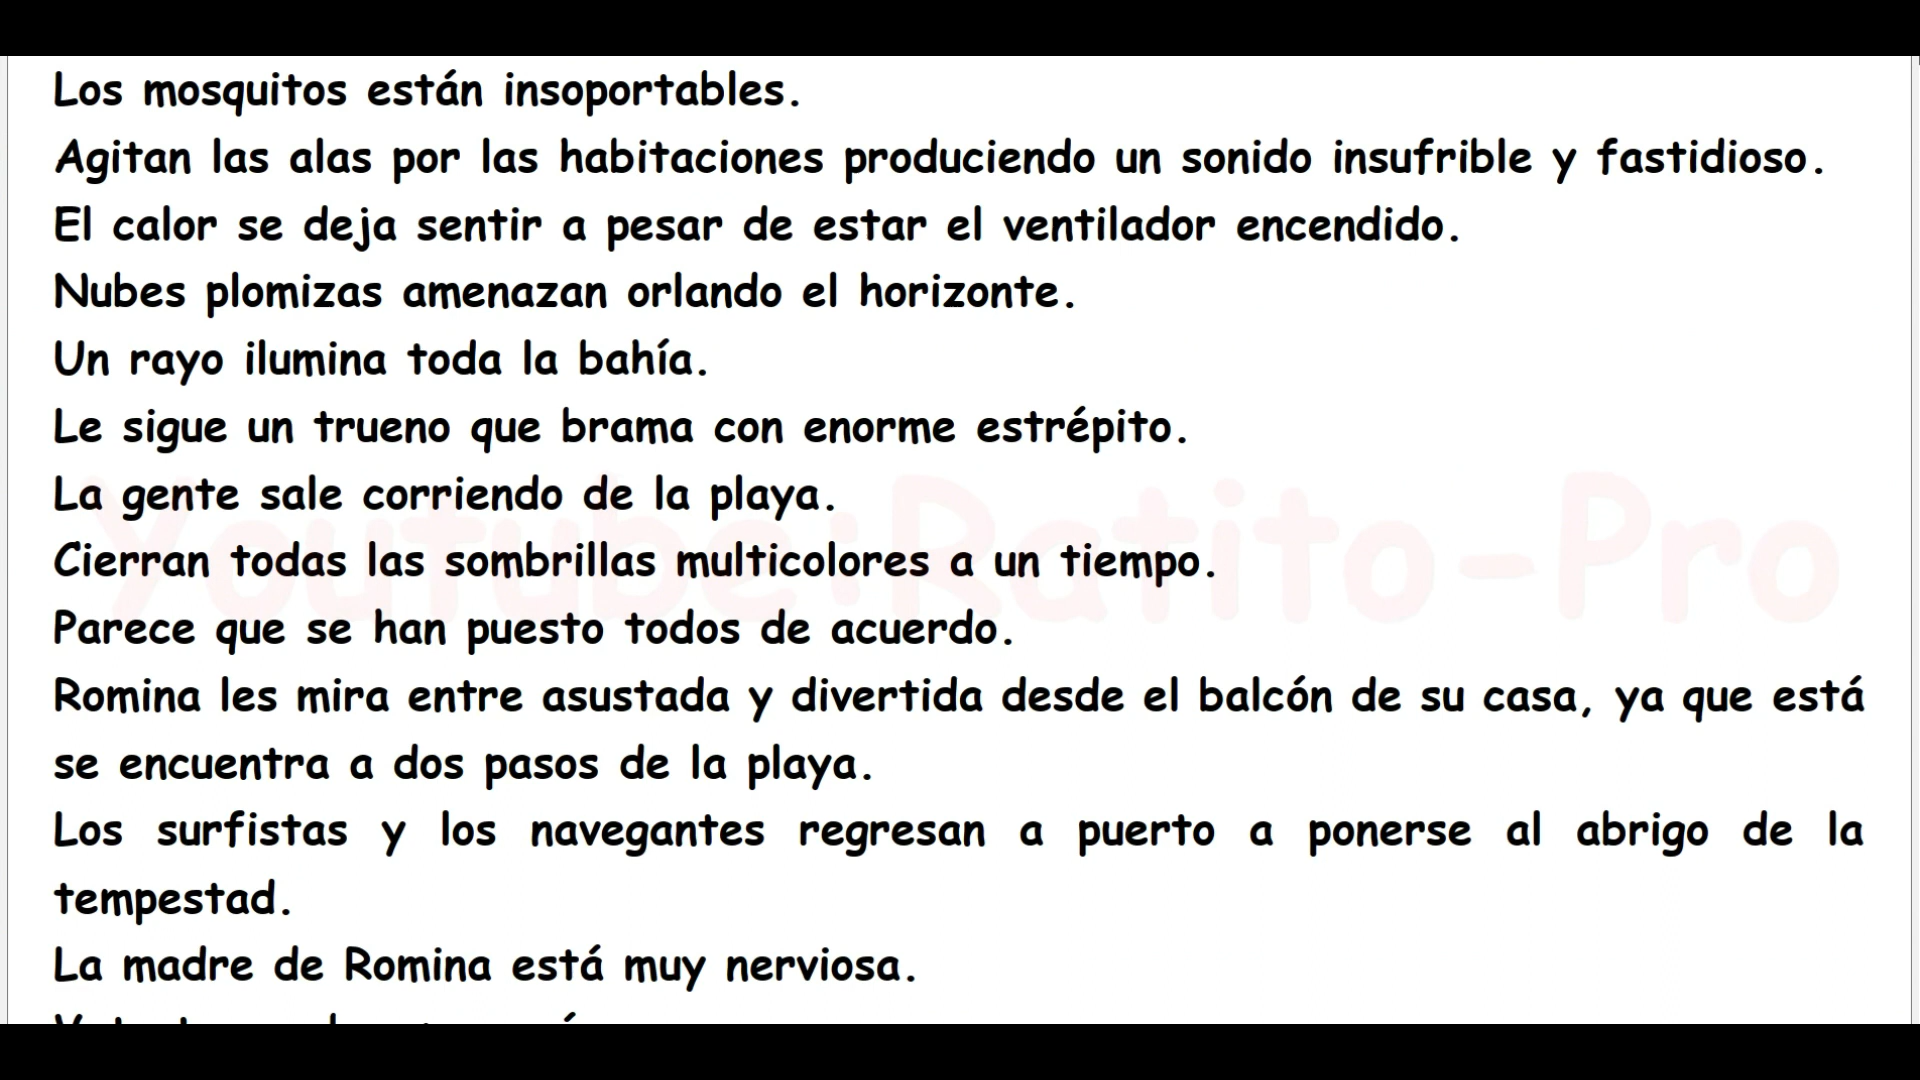 Los mosquitos están insoportables.
Agitan las alas por las habitaciones produciendo un sonido insufrible y fastidioso.
El calor se deja sentir a pesar de estar el ventilador encendido.
Nubes plomizas amenazan orlando el horizonte.
Un rayo ilumina toda la bahía.
Le sigue un trueno que brama con enorme estrépito.
La gente sale corriendo de la playa.
Youtube:Ratito-Pro
Cierran todas las sombrillas multicolores a un tiempo.
Parece que se han puesto todos de acuerdo.
Romina les mira entre asustada y divertida desde el balcón de su casa, ya que está
se encuentra a dos pasos de la playa.
Los surfistas y los navegantes regresan a puerto a ponerse al abrigo de la
tempestad.
La madre de Romina está muy nerviosa.